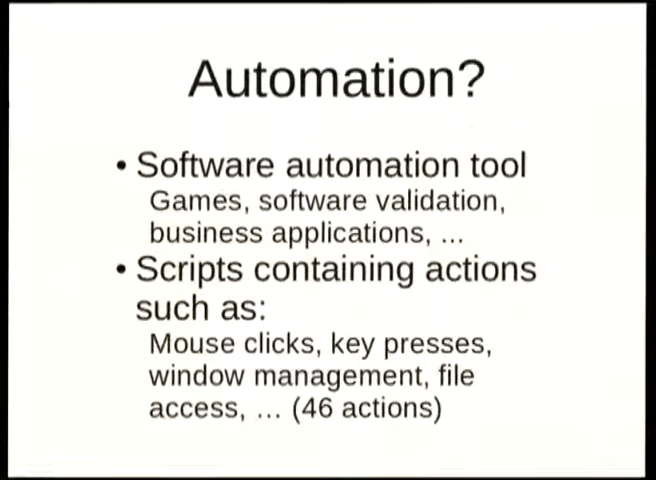 Automation?
• Software automation tool
Games, software validation,
business applications, ...
• Scripts containing actions
such as:
Mouse clicks, key presses,
window management, file
access, ... (46 actions)